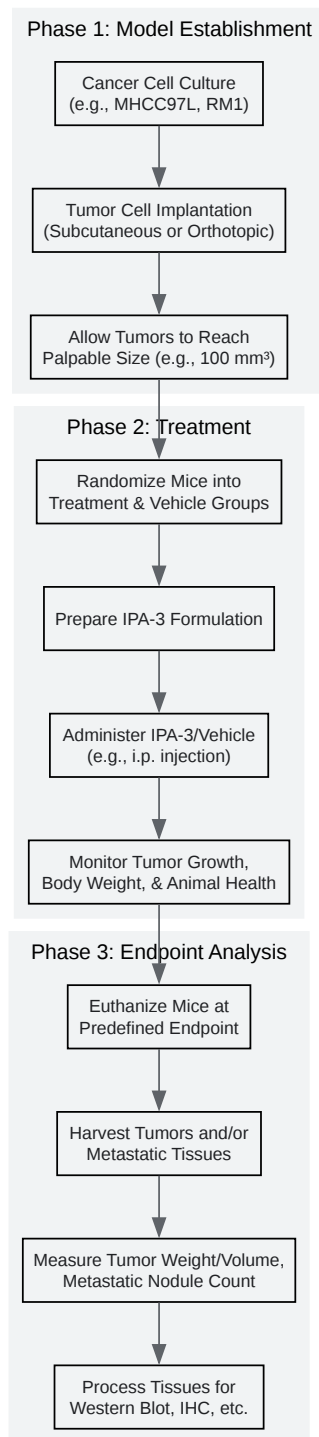 Phase 1: Model Establishment
Cancer Cell Culture
(e.g., MHCC97L, RM1)
Tumor Cell Implantation
(Subcutaneous or Orthotopic)
Allow Tumors to Reach
Palpable Size (e.g., 100 mm³)
Phase 2: Treatment
Randomize Mice into
Treatment & Vehicle Groups
Prepare IPA-3 Formulation
Administer IPA-3/Vehicle
(e.g., i.p. injection)
Monitor Tumor Growth,
Body Weight, & Animal Health
Phase 3: Endpoint Analysis
Euthanize Mice at
Predefined Endpoint
Harvest Tumors and/or
Metastatic Tissues
Measure Tumor Weight/Volume,
Metastatic Nodule Count
Process Tissues for
Western Blot, IHC, etc.